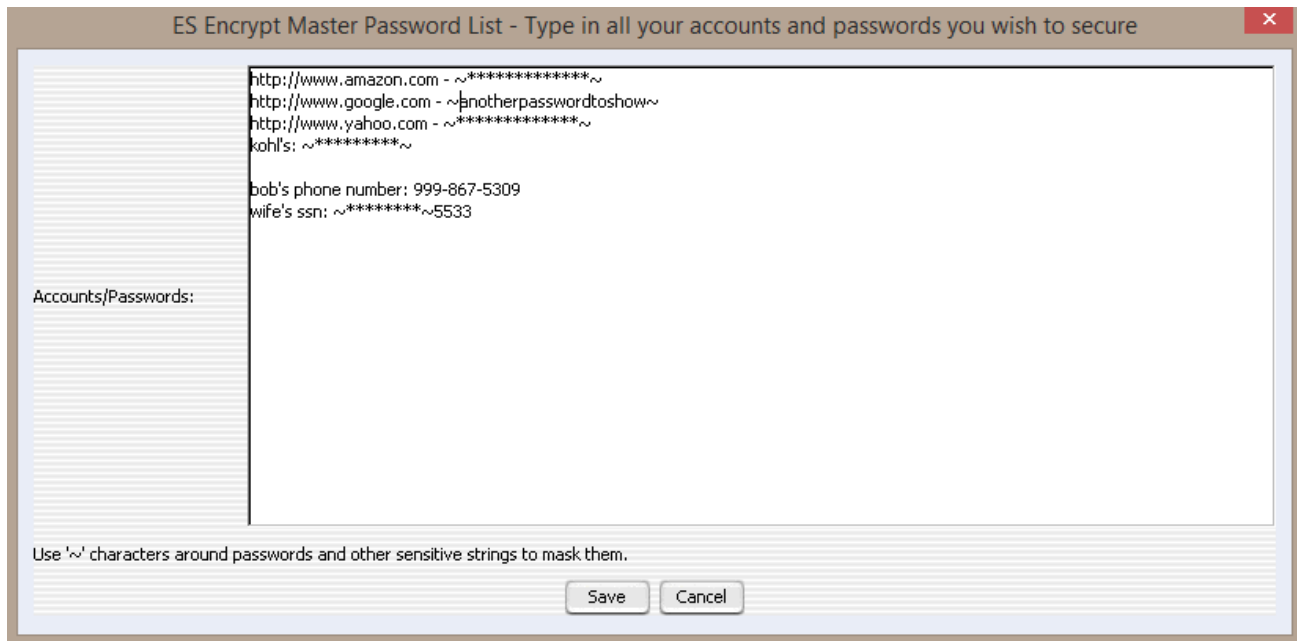 ES Encrypt Master Password List - Type in all your accounts and passwords you wish to secure
http://www.amazon.com - ~*************~
http://www.google.com - ~anotherpasswordtoshow~
http://www.yahoo.com - ~*************~
kohl's: ~*********~
bob's phone number: 999-867-5309
wife's ssn: ~********~5533
Accounts/Passwords:
Use '~' characters around passwords and other sensitive strings to mask them.
Save Cancel